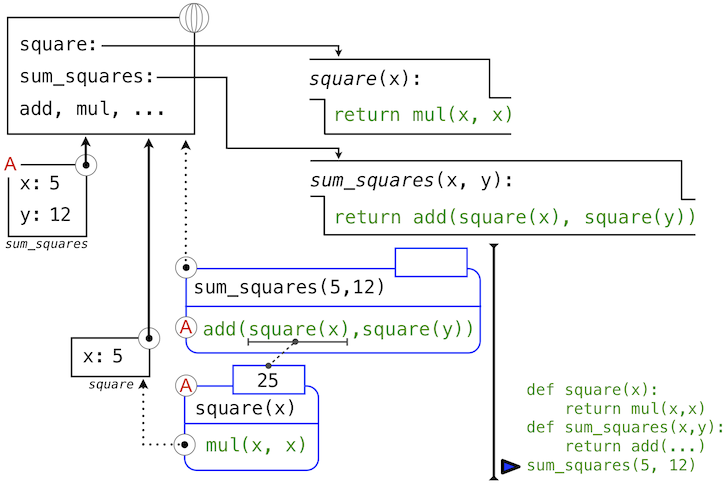 square:
sum_squares:
add, mul, ...
square(x):
return mul(x, x)
sum_squares(x, y):
return add(square(x), square(y))
A
x: 5
y: 12
sum_squares
sum_squares(5,12)
A
add(square(x),square(y))
x: 5
square
25
A
square(x)
mul(x, x)
def square(x):
    return mul(x,x)
def sum_squares(x,y):
    return add(...)
sum_squares(5, 12)